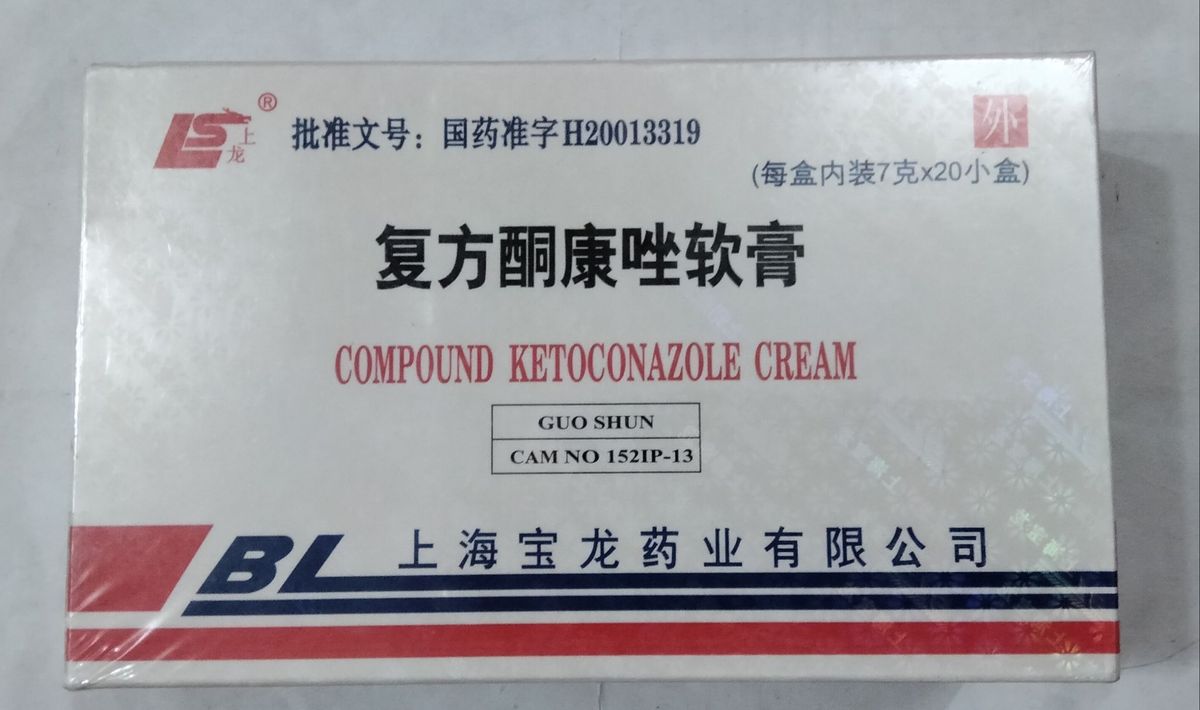 LS
上龙
®
批准文号：国药准字H20013319
外
(每盒内装7克x20小盒)
复方酮康唑软膏
COMPOUND KETOCONAZOLE CREAM
GUO SHUN
CAM NO 152IP-13
BL
上海宝龙药业有限公司